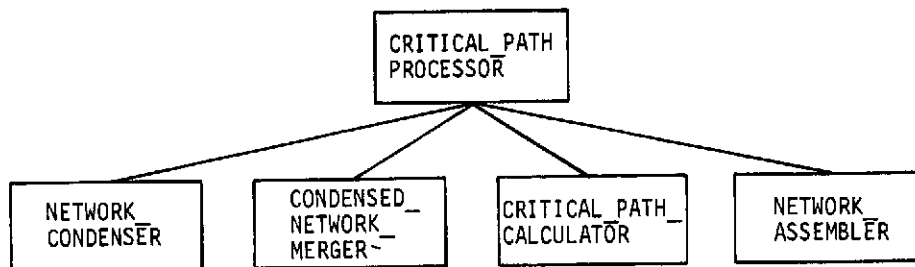 CRITICAL_PATH
PROCESSOR
NETWORK_
CONDENSER
CONDENSED_
NETWORK_
MERGER
CRITICAL_PATH_
CALCULATOR
NETWORK_
ASSEMBLER